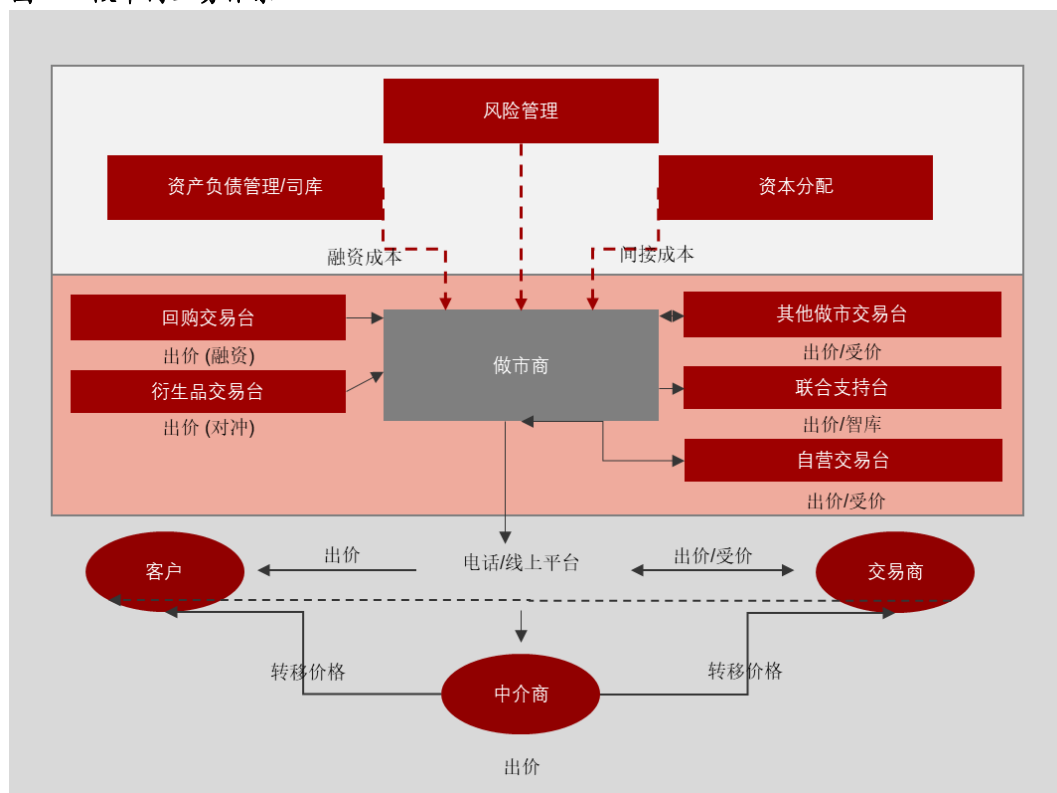 风险管理
资产负债管理/司库
资本分配
融资成本
间接成本
回购交易台
其他做市交易台
出价 (融资)
做市商
出价/受价
衍生品交易台
联合支持台
出价 (对冲)
出价/智库
自营交易台
出价/受价
客户
出价
电话/线上平台
出价/受价
交易商
转移价格
中介商
转移价格
出价